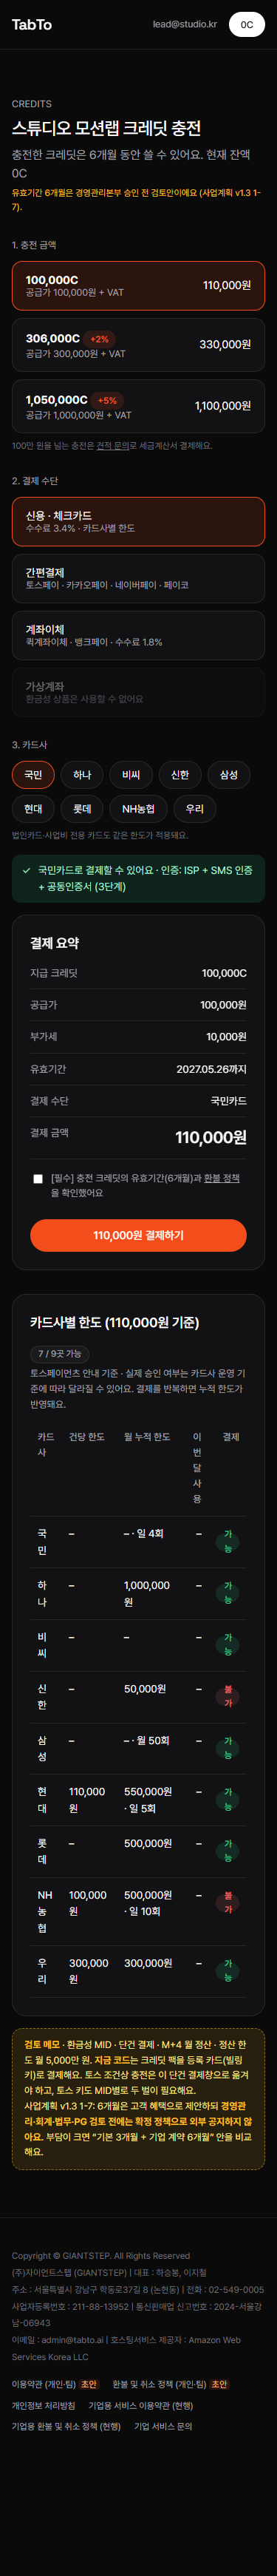 TabTo
lead@studio.kr
0C
CREDITS
스튜디오 모션랩 크레딧 충전
충전한 크레딧은 6개월 동안 쓸 수 있어요. 현재 잔액
0C
유효기간 6개월은 경영관리본부 승인 전 검토안이에요 (사업계획 v1.3 1-
7).
1. 충전 금액
100,000C
공급가 100,000원 + VAT
110,000원
306,000C +2%
공급가 300,000원 + VAT
330,000원
1,050,000C +5%
공급가 1,000,000원 + VAT
1,100,000원
100만 원을 넘는 충전은 견적 문의로 세금계산서 결제해요.
2. 결제 수단
신용 · 체크카드
수수료 3.4% · 카드사별 한도
간편결제
토스페이 · 카카오페이 · 네이버페이 · 페이코
계좌이체
퀵계좌이체 · 뱅크페이 · 수수료 1.8%
가상계좌
환금성 상품은 사용할 수 없어요
3. 카드사
국민 하나 비씨 신한 삼성
현대 롯데 NH농협 우리
법인카드·사업비 전용 카드도 같은 한도가 적용돼요.
✓ 국민카드로 결제할 수 있어요 · 인증: ISP + SMS 인증
+ 공동인증서 (3단계)
결제 요약
지급 크레딧 100,000C
공급가 100,000원
부가세 10,000원
유효기간 2027.05.26까지
결제 수단 국민카드
결제 금액 110,000원
[필수] 충전 크레딧의 유효기간(6개월)과 환불 정책
을 확인했어요
110,000원 결제하기
카드사별 한도 (110,000원 기준)
7 / 9곳 가능
토스페이먼츠 안내 기준 · 실제 승인 여부는 카드사 운영 기
준에 따라 달라질 수 있어요. 결제를 반복하면 누적 한도가
반영돼요.
카드사 건당 한도 월 누적 한도 이번달사용 결제
국민 – – · 일 4회 – 가능
하나 – 1,000,000원 – 가능
비씨 – – – 가능
신한 – 50,000원 – 불가
삼성 – – · 월 50회 – 가능
현대 110,000원 550,000원 · 일 5회 – 가능
롯데 – 500,000원 – 가능
NH농협 100,000원 500,000원 · 일 10회 – 불가
우리 300,000원 300,000원 – 가능
검토 메모 · 환금성 MID · 단건 결제 · M+4 월 정산 · 정산 한
도 월 5,000만 원. 지금 코드는 크레딧 팩을 등록 카드(빌링
키)로 결제해요. 토스 조건상 충전은 이 단건 결제창으로 옮겨
야 하고, 토스 키도 MID별로 두 벌이 필요해요.
사업계획 v1.3 1-7: 6개월은 고객 혜택으로 제안하되 경영관
리·회계·법무·PG 검토 전에는 확정 정책으로 외부 공지하지 않
아요. 부담이 크면 "기본 3개월 + 기업 계약 6개월" 안을 비교
해요.
Copyright © GIANTSTEP. All Rights Reserved
(주)자이언트스텝 (GIANTSTEP) | 대표 : 하승봉, 이지철
주소 : 서울특별시 강남구 학동로37길 8 (논현동) | 전화 : 02-549-0005
사업자등록번호 : 211-88-13952 | 통신판매업 신고번호 : 2024-서울강
남-06943
이메일 : admin@tabto.ai | 호스팅서비스 제공자 : Amazon Web
Services Korea LLC
이용약관 (개인·팀) 초안 환불 및 취소 정책 (개인·팀) 초안
개인정보 처리방침 기업용 서비스 이용약관 (현행)
기업용 환불 및 취소 정책 (현행) 기업 서비스 문의